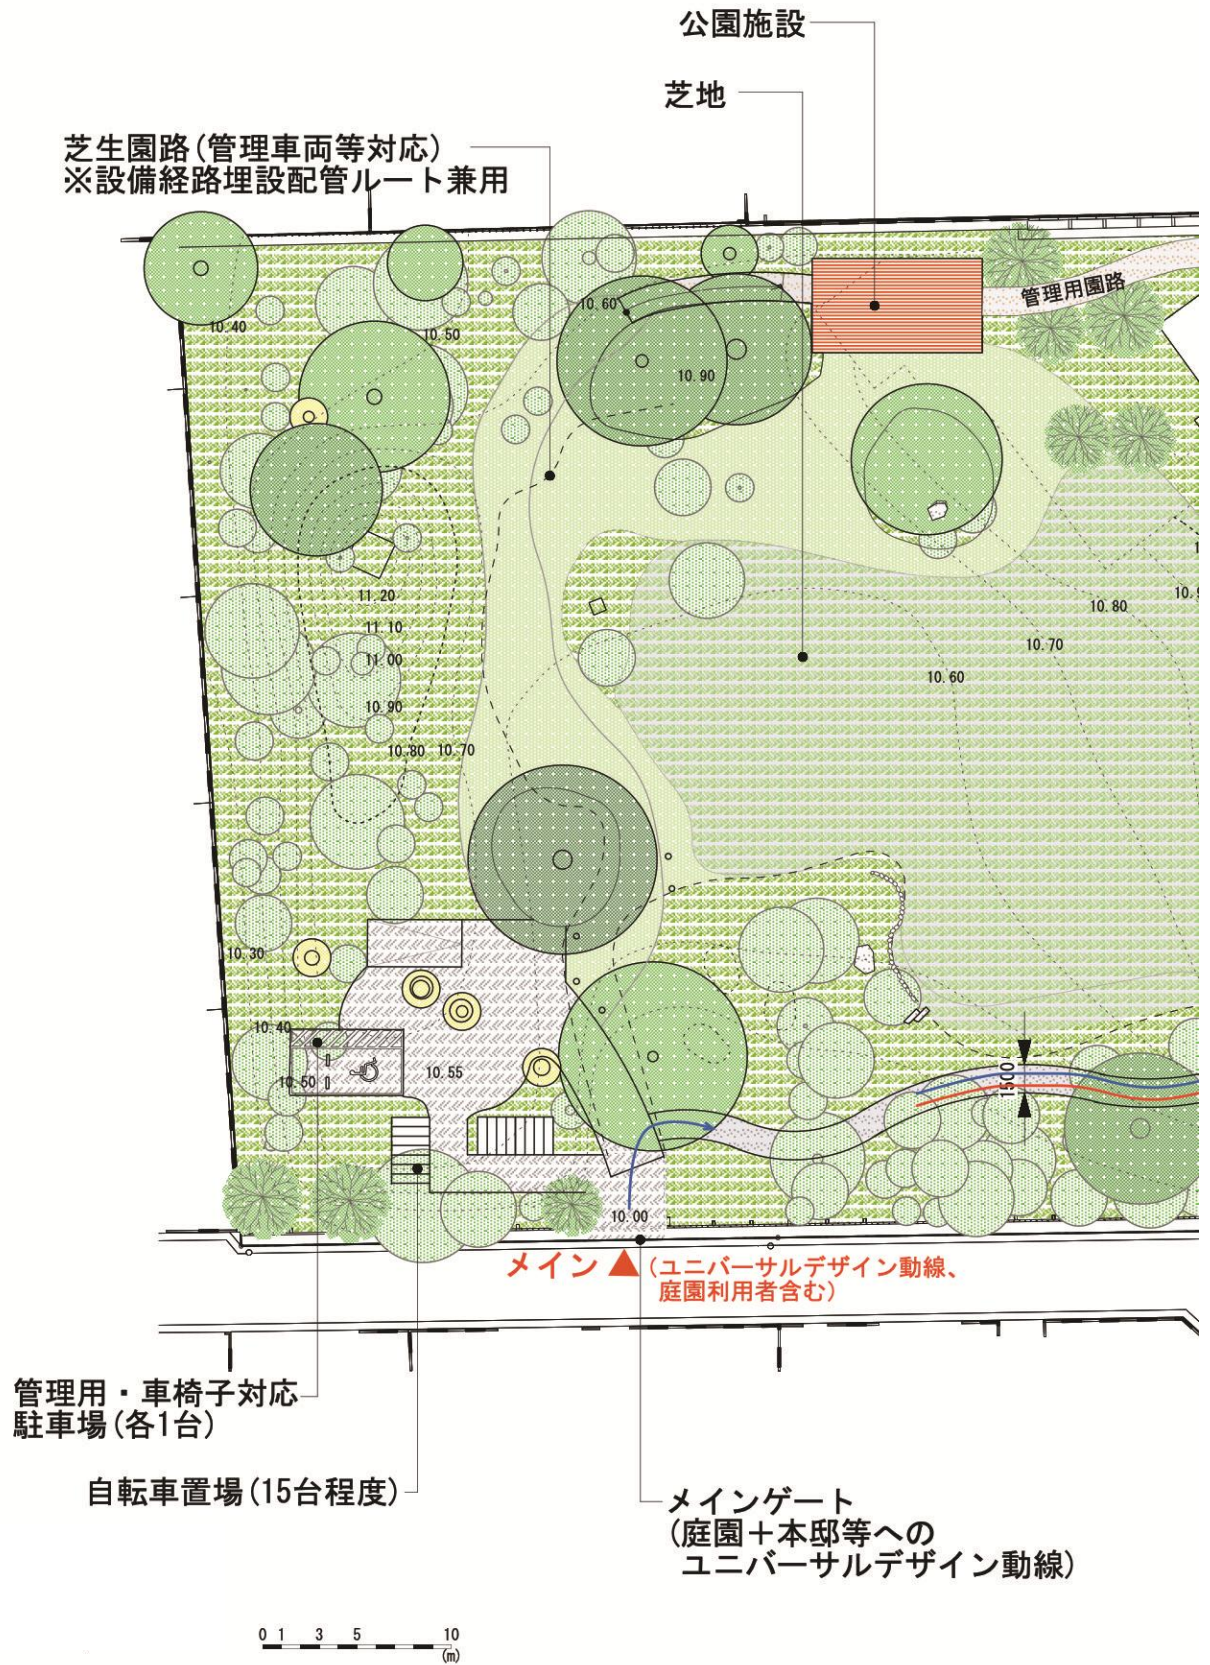 公園施設
芝地
芝生園路(管理車両等対応)
※設備経路埋設配管ルート兼用
管理用園路
10.60
10.40
10.50
10.90
11.20
11.10
11.00
10.90
10.80
10.70
10.80
10.70
10.60
10.30
10.40
10.50
10.55
1500
10.00
メイン
(ユニバーサルデザイン動線、
庭園利用者含む)
管理用・車椅子対応
駐車場(各1台)
自転車置場(15台程度)
メインゲート
(庭園＋本邸等への
ユニバーサルデザイン動線)
0 1 3 5 10
(m)